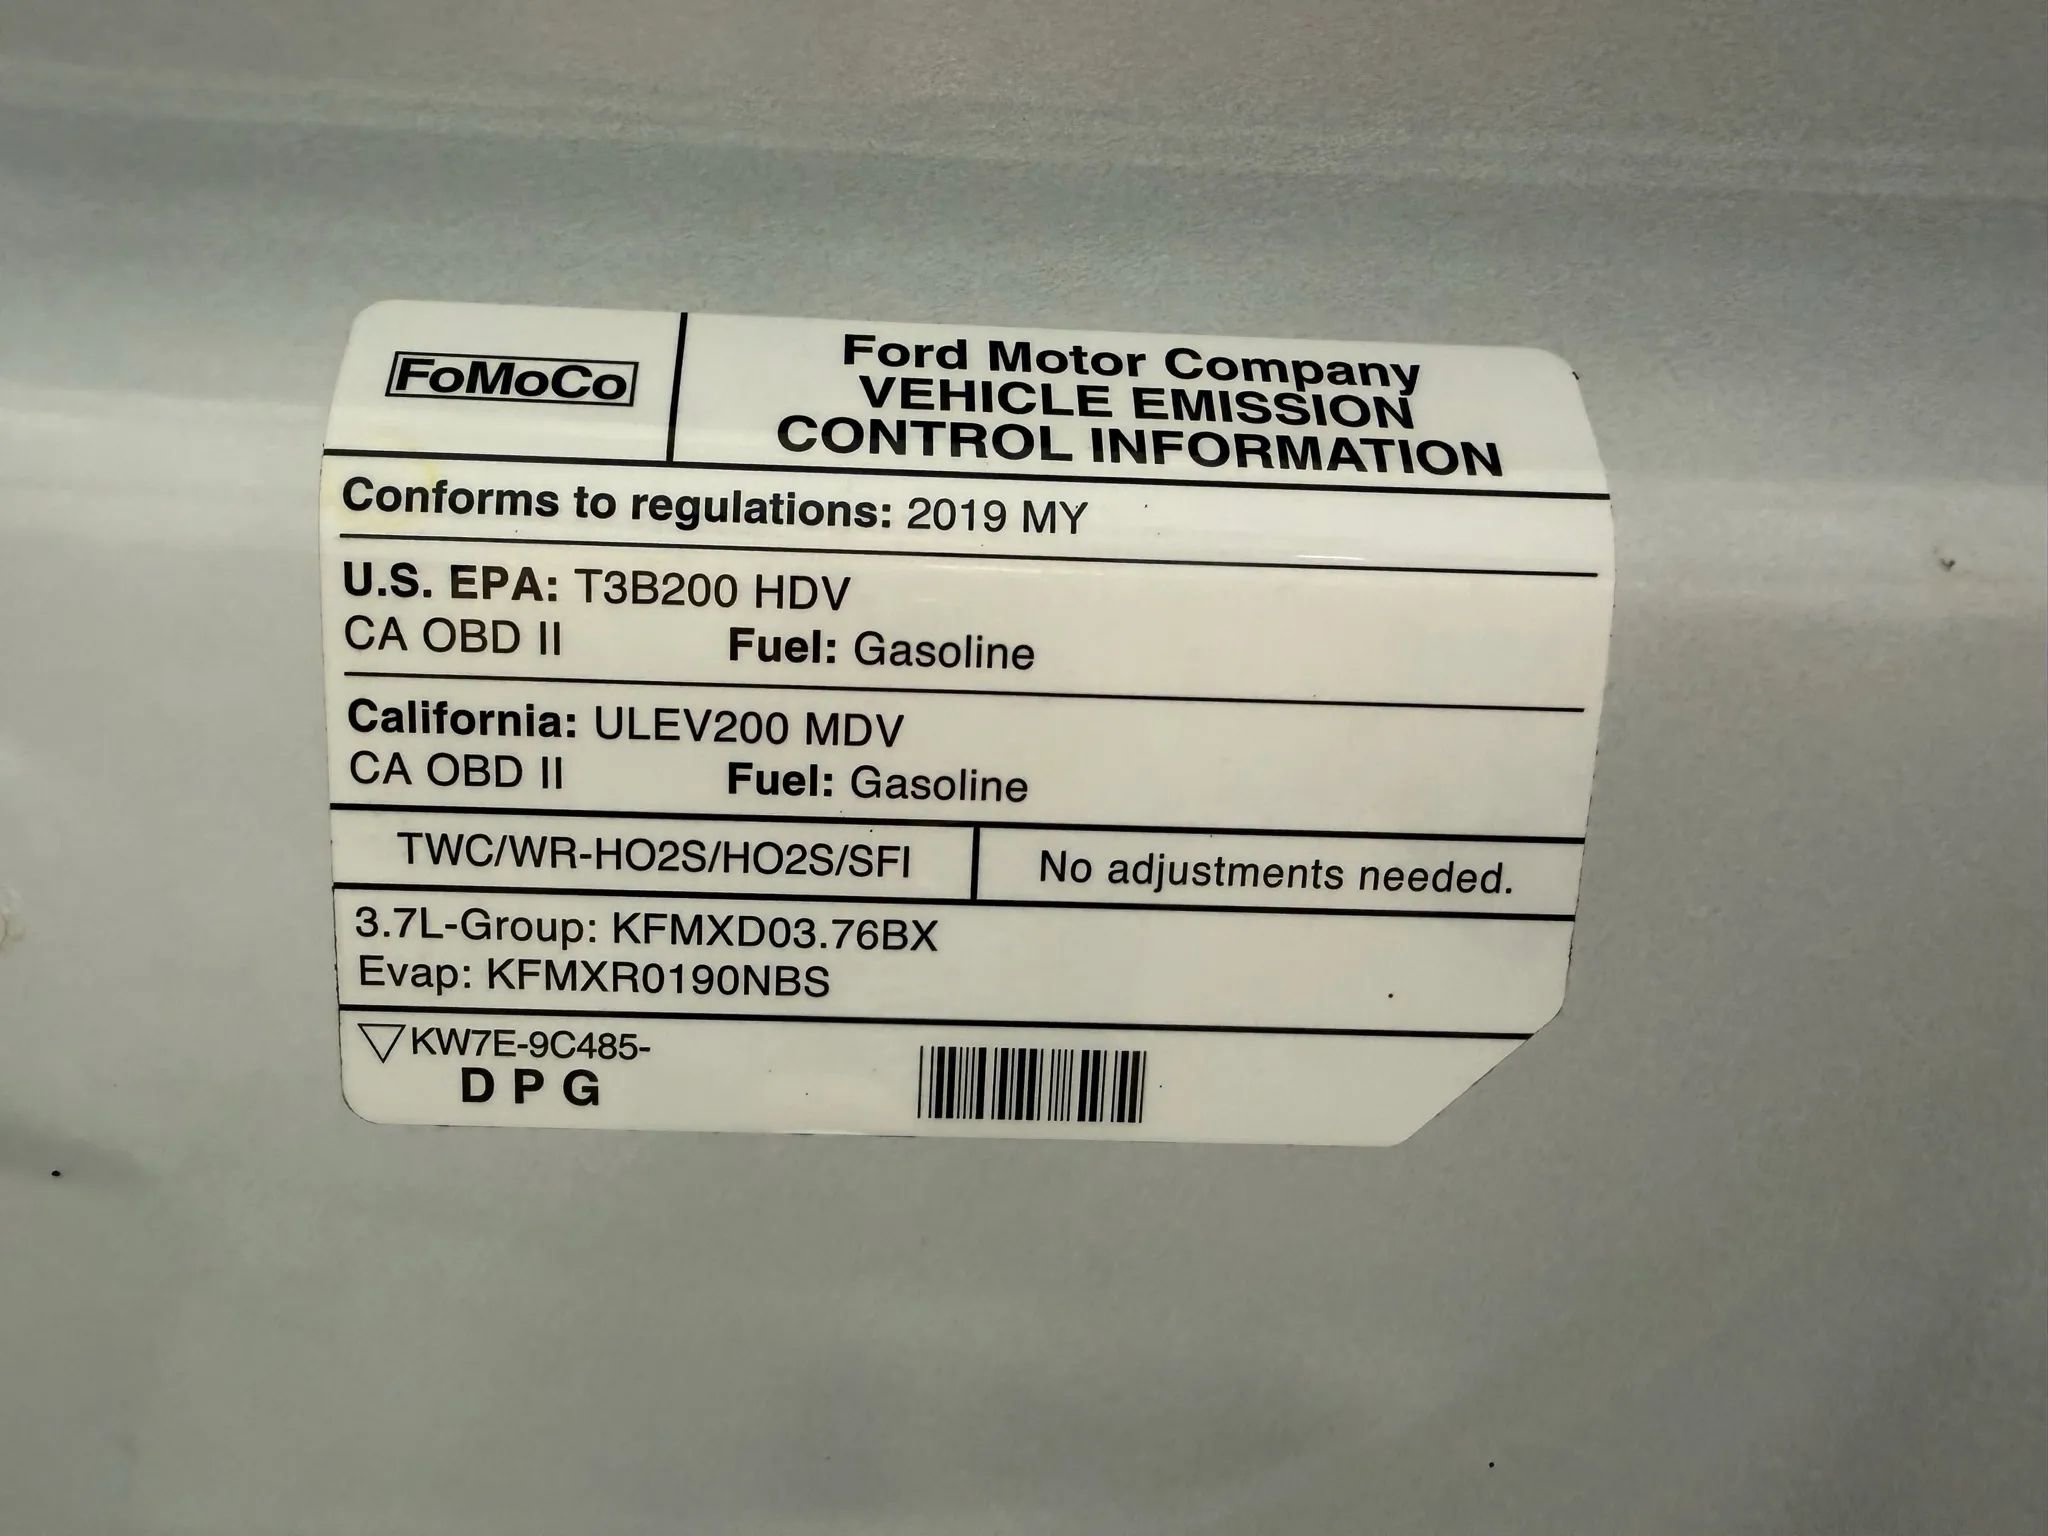 FoMoCo
Ford Motor Company
VEHICLE EMISSION
CONTROL INFORMATION
Conforms to regulations: 2019 MY
U.S. EPA: T3B200 HDV
CA OBD II Fuel: Gasoline
California: ULEV200 MDV
CA OBD II Fuel: Gasoline
TWC/WR-HO2S/HO2S/SFI
No adjustments needed.
3.7L-Group: KFMXD03.76BX
Evap: KFMXR0190NBS
KW7E-9C485-
D P G